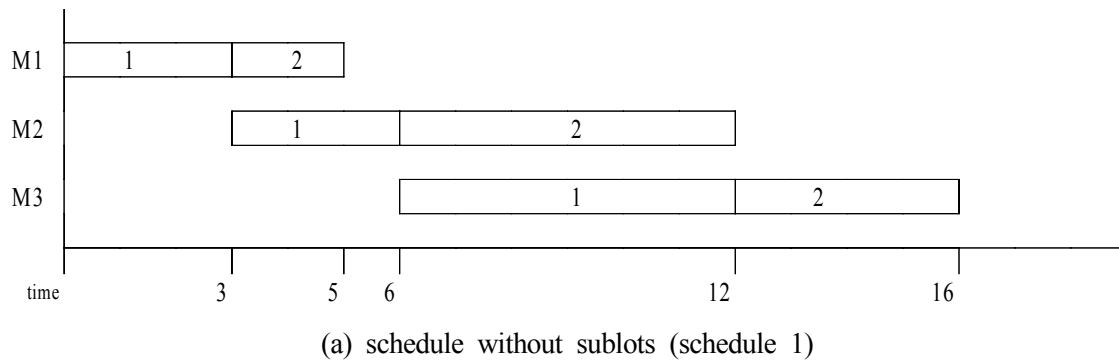 M1 1 2
M2 1 2
M3 1 2
time 3 5 6 12 16
(a) schedule without sublots (schedule 1)